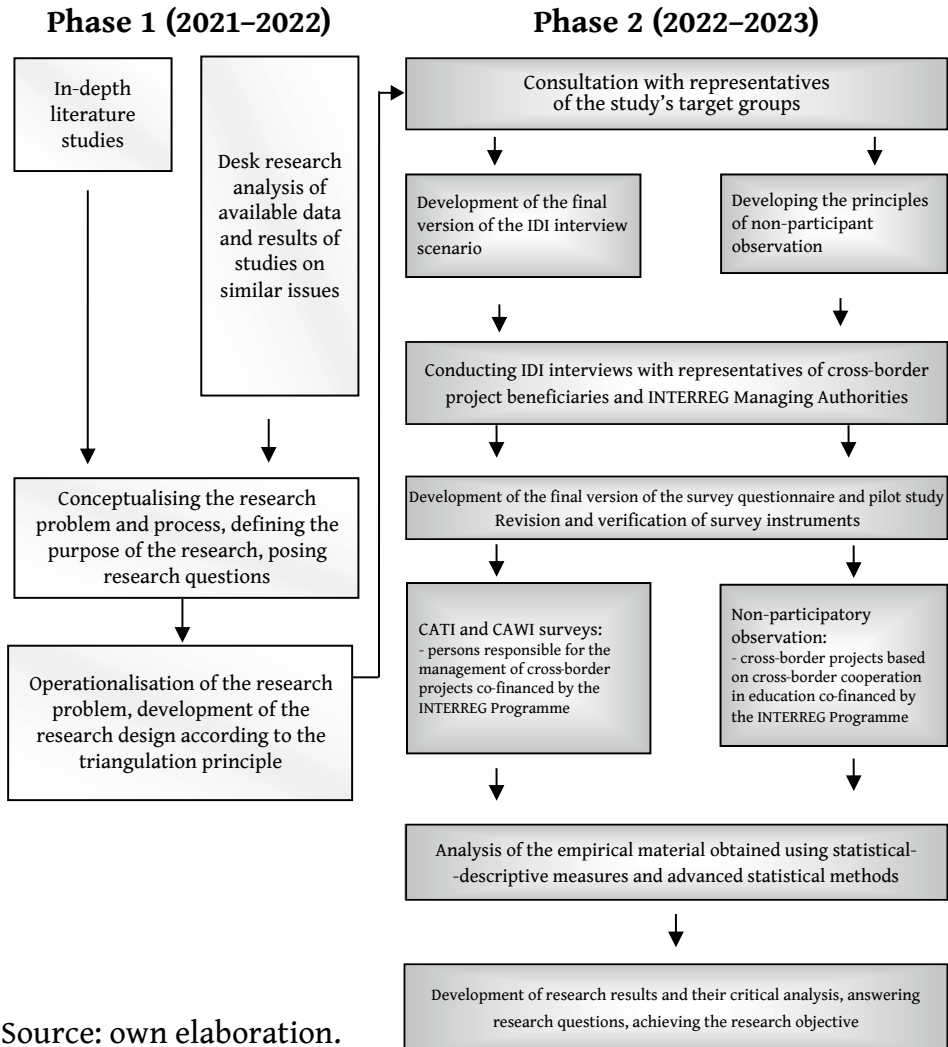 Phase 1 (2021–2022)
In-depth
literature
studies
Desk research
analysis of
available data
and results of
studies on
similar issues
Conceptualising the research
problem and process, defining the
purpose of the research, posing
research questions
Operationalisation of the research
problem, development of the
research design according to the
triangulation principle
Phase 2 (2022–2023)
Consultation with representatives
of the study’s target groups
Development of the final
version of the IDI interview
scenario
Developing the principles
of non-participant
observation
Conducting IDI interviews with representatives of cross-border
project beneficiaries and INTERREG Managing Authorities
Development of the final version of the survey questionnaire and pilot study
Revision and verification of survey instruments
CATI and CAWI surveys:
- persons responsible for the
management of cross-border
projects co-financed by the
INTERREG Programme
Non-participatory
observation:
- cross-border projects based
on cross-border cooperation
in education co-financed by
the INTERREG Programme
Analysis of the empirical material obtained using statistical-
-descriptive measures and advanced statistical methods
Development of research results and their critical analysis, answering
research questions, achieving the research objective
Source: own elaboration.